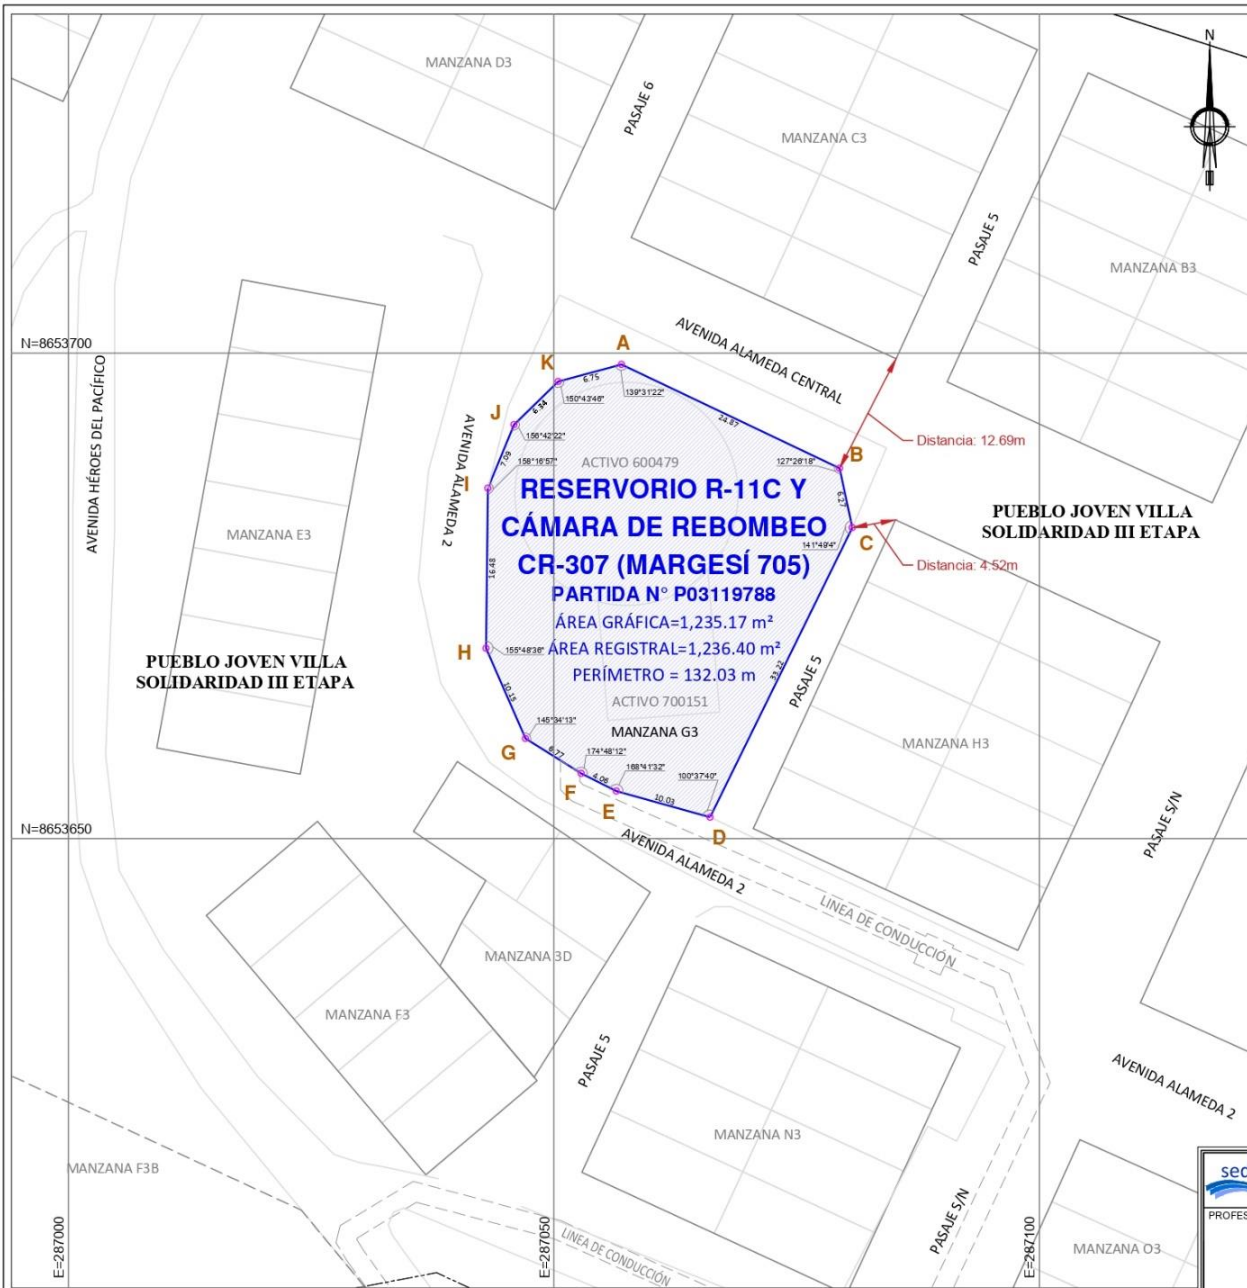 MANZANA D3
N
PASAJE 6
MANZANA C3
PASAJE 5
MANZANA B3
N=8653700
AVENIDA HÉROES DEL PACÍFICO
AVENIDA ALAMEDA CENTRAL
A
K
6.75
139°31'22"
150°43'46"
24.87
6.34
J
156°42'22"
7.09
158°16'57"
I
AVENIDA ALAMEDA 2
B
127°26'18"
Distancia: 12.69m
6.27
C
141°49'4"
Distancia: 4.52m
ACTIVO 600479
RESERVORIO R-11C Y
CÁMARA DE REBOMBEO
CR-307 (MARGESÍ 705)
PARTIDA N° P03119788
ÁREA GRÁFICA=1,235.17 m²
ÁREA REGISTRAL=1,236.40 m²
PERÍMETRO = 132.03 m
ACTIVO 700151
MANZANA G3
PUEBLO JOVEN VILLA
SOLIDARIDAD III ETAPA
MANZANA E3
16.48
H
155°48'36"
33.22
PASAJE 5
PUEBLO JOVEN VILLA
SOLIDARIDAD III ETAPA
10.15
145°34'13"
G
6.77
174°48'12"
F
4.06
168°41'32"
E
10.03
100°37'40"
D
MANZANA H3
PASAJE S/N
N=8653650
AVENIDA ALAMEDA 2
LINEA DE CONDUCCIÓN
MANZANA 3D
MANZANA F3
PASAJE 5
AVENIDA ALAMEDA 2
MANZANA N3
MANZANA F3B
PASAJE S/N
LINEA DE CONDUCCIÓN
MANZANA O3
E=287000
E=287050
E=287100
sed
PROFES